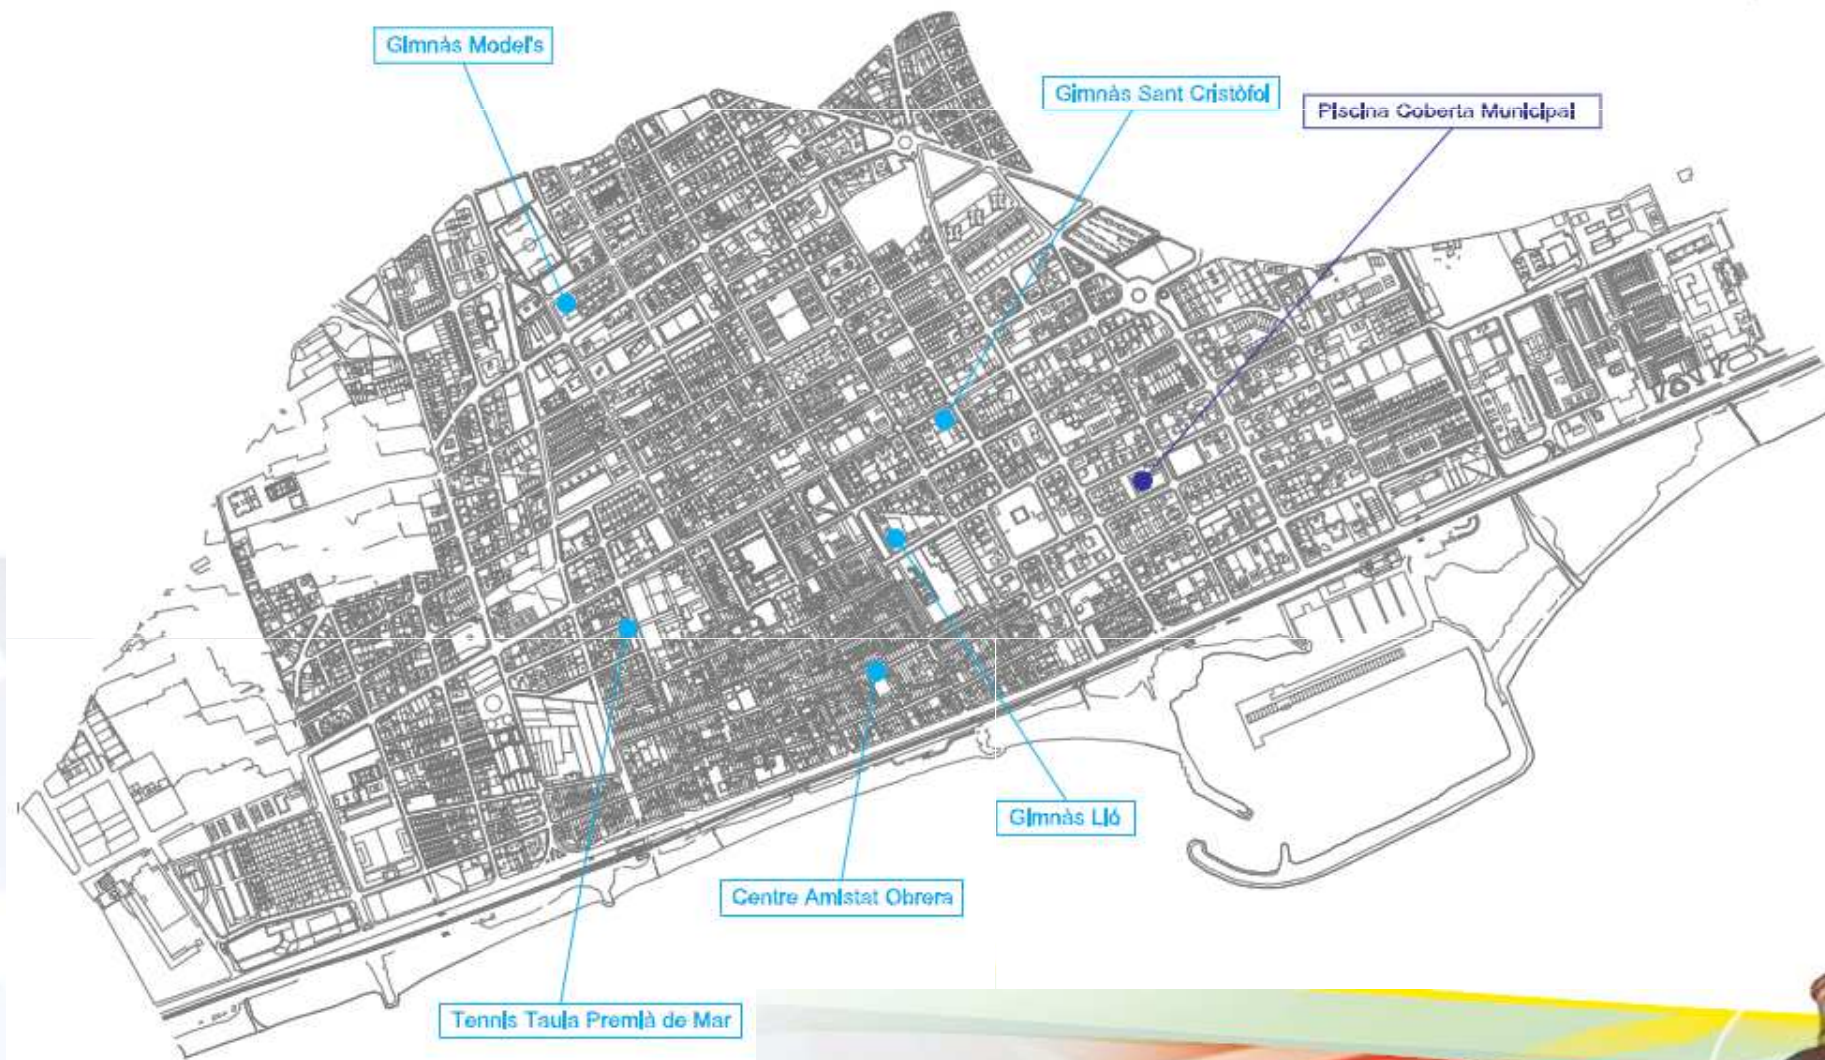 Gimnàs Model's
Gimnàs Sant Cristòfol
Piscina Coberta Municipal
Gimnàs Lló
Centre Amistat Obrera
Tennis Taula Premià de Mar